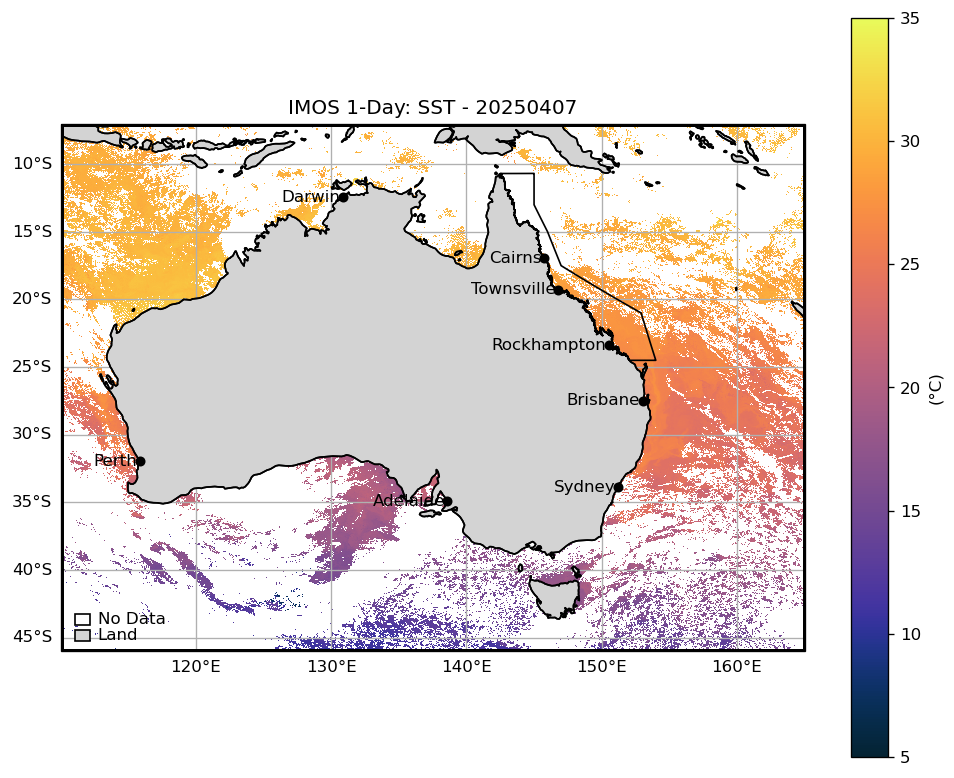 IMOS 1-Day: SST - 20250407
35
30
25
20
15
10
5
(°C)
10°S
15°S
20°S
25°S
30°S
35°S
40°S
45°S
Darwin
Cairns
Townsville
Rockhampton
Brisbane
Perth
Sydney
Adelaide
No Data
Land
120°E 130°E 140°E 150°E 160°E